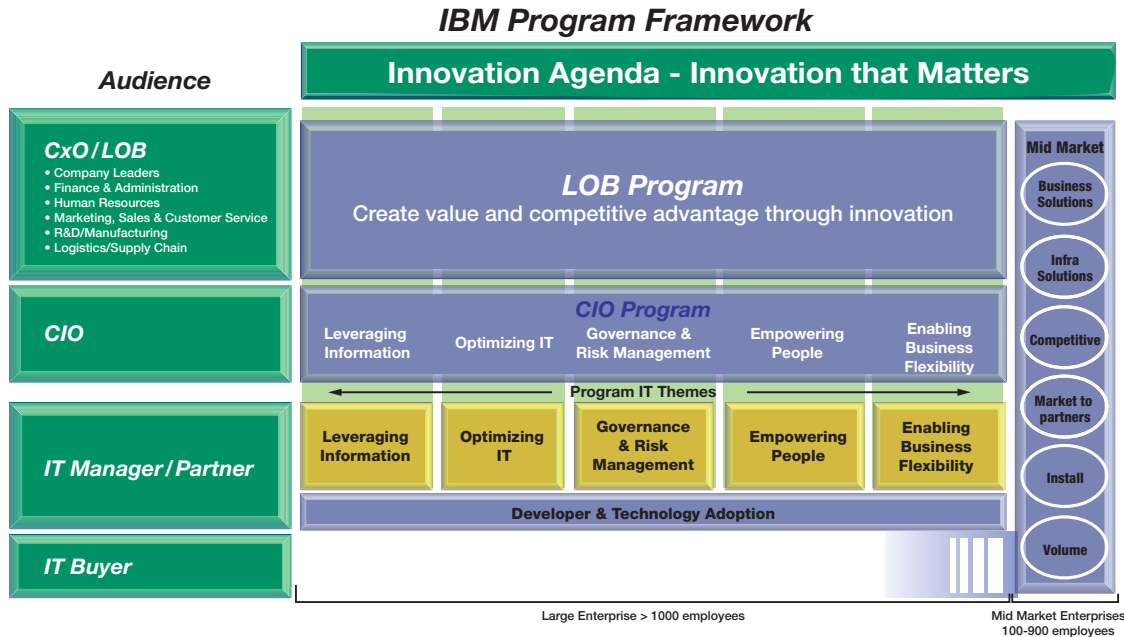 IBM Program Framework
Audience
Innovation Agenda - Innovation that Matters
CxO/LOB
• Company Leaders
• Finance & Administration
• Human Resources
• Marketing, Sales & Customer Service
• R&D/Manufacturing
• Logistics/Supply Chain
LOB Program
Create value and competitive advantage through innovation
CIO
CIO Program
Leveraging
Information
Optimizing IT
Governance &
Risk Management
Empowering
People
Enabling
Business
Flexibility
Program IT Themes
IT Manager/Partner
Leveraging
Information
Optimizing
IT
Governance
& Risk
Management
Empowering
People
Enabling
Business
Flexibility
Developer & Technology Adoption
IT Buyer
Mid Market
Business
Solutions
Infra
Solutions
Competitive
Market to
partners
Install
Volume
Large Enterprise > 1000 employees
Mid Market Enterprises
100-900 employees